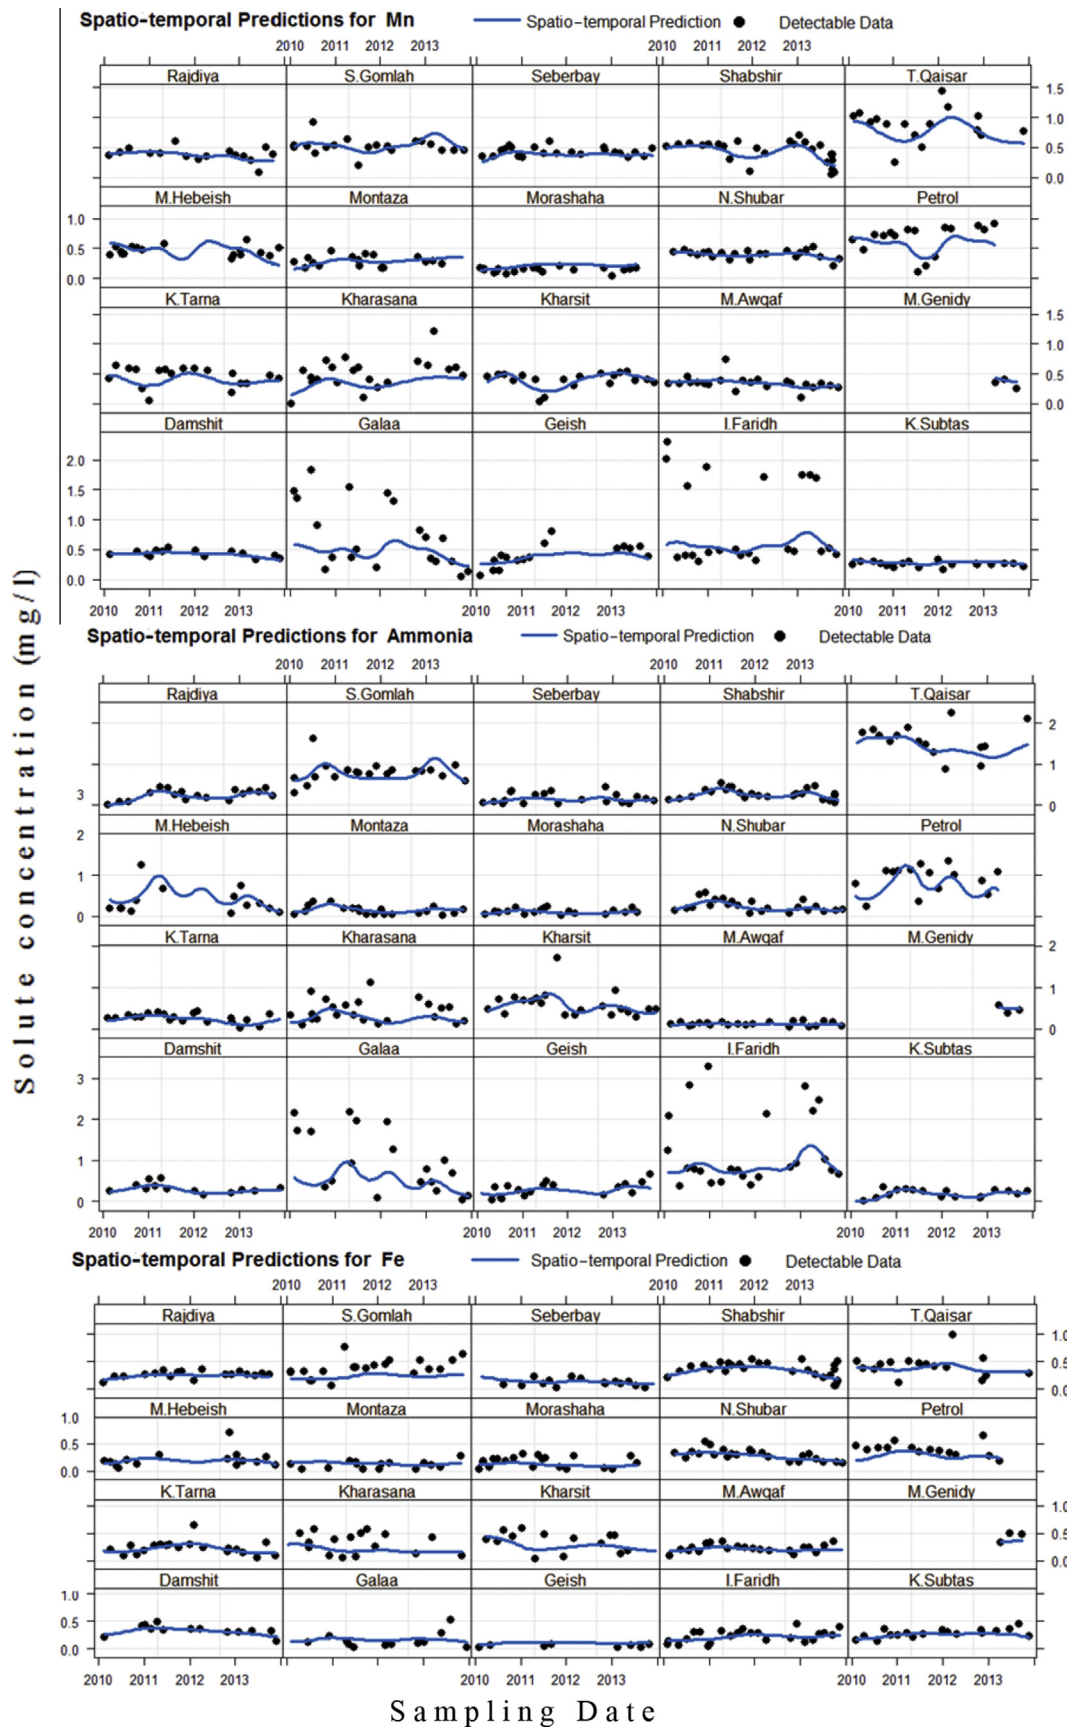 Spatio-temporal Predictions for Mn — Spatio-temporal Prediction ● Detectable Data
2010 2011 2012 2013 2010 2011 2012 2013
Rajdiya S.Gomlah Seberbay Shabshir T.Qaisar
1.5
1.0
0.5
0.0
M.Hebeish Montaza Morashaha N.Shubar Petrol
1.0
0.5
0.0
K.Tarna Kharasana Kharsit M.Awqaf M.Genidy
1.5
1.0
0.5
0.0
Damshit Galaa Geish I.Faridh K.Subtas
2.0
1.5
1.0
0.5
0.0
2010 2011 2012 2013 2010 2011 2012 2013 2010 2011 2012 2013
Solute concentration (mg/l)
Spatio-temporal Predictions for Ammonia — Spatio-temporal Prediction ● Detectable Data
2010 2011 2012 2013 2010 2011 2012 2013
Rajdiya S.Gomlah Seberbay Shabshir T.Qaisar
2
1
3 0
M.Hebeish Montaza Morashaha N.Shubar Petrol
2
1
0
K.Tarna Kharasana Kharsit M.Awqaf M.Genidy
2
1
0
Damshit Galaa Geish I.Faridh K.Subtas
3
2
1
0
2010 2011 2012 2013 2010 2011 2012 2013 2010 2011 2012 2013
Spatio-temporal Predictions for Fe — Spatio-temporal Prediction ● Detectable Data
2010 2011 2012 2013 2010 2011 2012 2013
Rajdiya S.Gomlah Seberbay Shabshir T.Qaisar
1.0
0.5
0.0
M.Hebeish Montaza Morashaha N.Shubar Petrol
1.0
0.5
0.0
K.Tarna Kharasana Kharsit M.Awqaf M.Genidy
1.0
0.5
0.0
Damshit Galaa Geish I.Faridh K.Subtas
1.0
0.5
0.0
2010 2011 2012 2013 2010 2011 2012 2013 2010 2011 2012 2013
Sampling Date